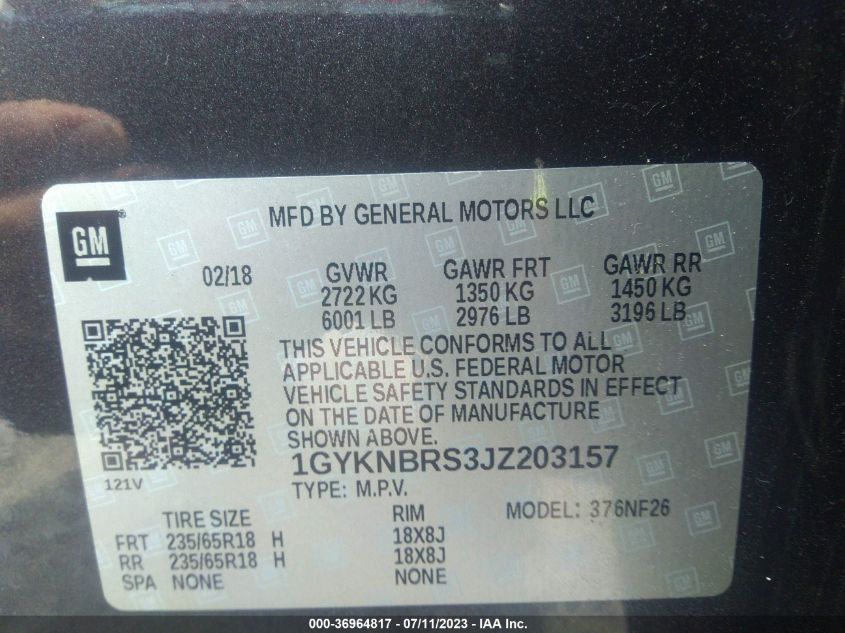 MFD BY GENERAL MOTORS LLC
GM
02/18
GVWR GAWR FRT GAWR RR
2722 KG 1350 KG 1450 KG
6001 LB 2976 LB 3196 LB
THIS VEHICLE CONFORMS TO ALL
APPLICABLE U.S. FEDERAL MOTOR
VEHICLE SAFETY STANDARDS IN EFFECT
ON THE DATE OF MANUFACTURE
SHOWN ABOVE.
1GYKNBRS3JZ203157
121V
TYPE: M.P.V.
MODEL: 376NF26
TIRE SIZE RIM
FRT 235/65R18 H 18X8J
RR 235/65R18 H 18X8J
SPA NONE NONE
000-36964817 - 07/11/2023 - IAA Inc.